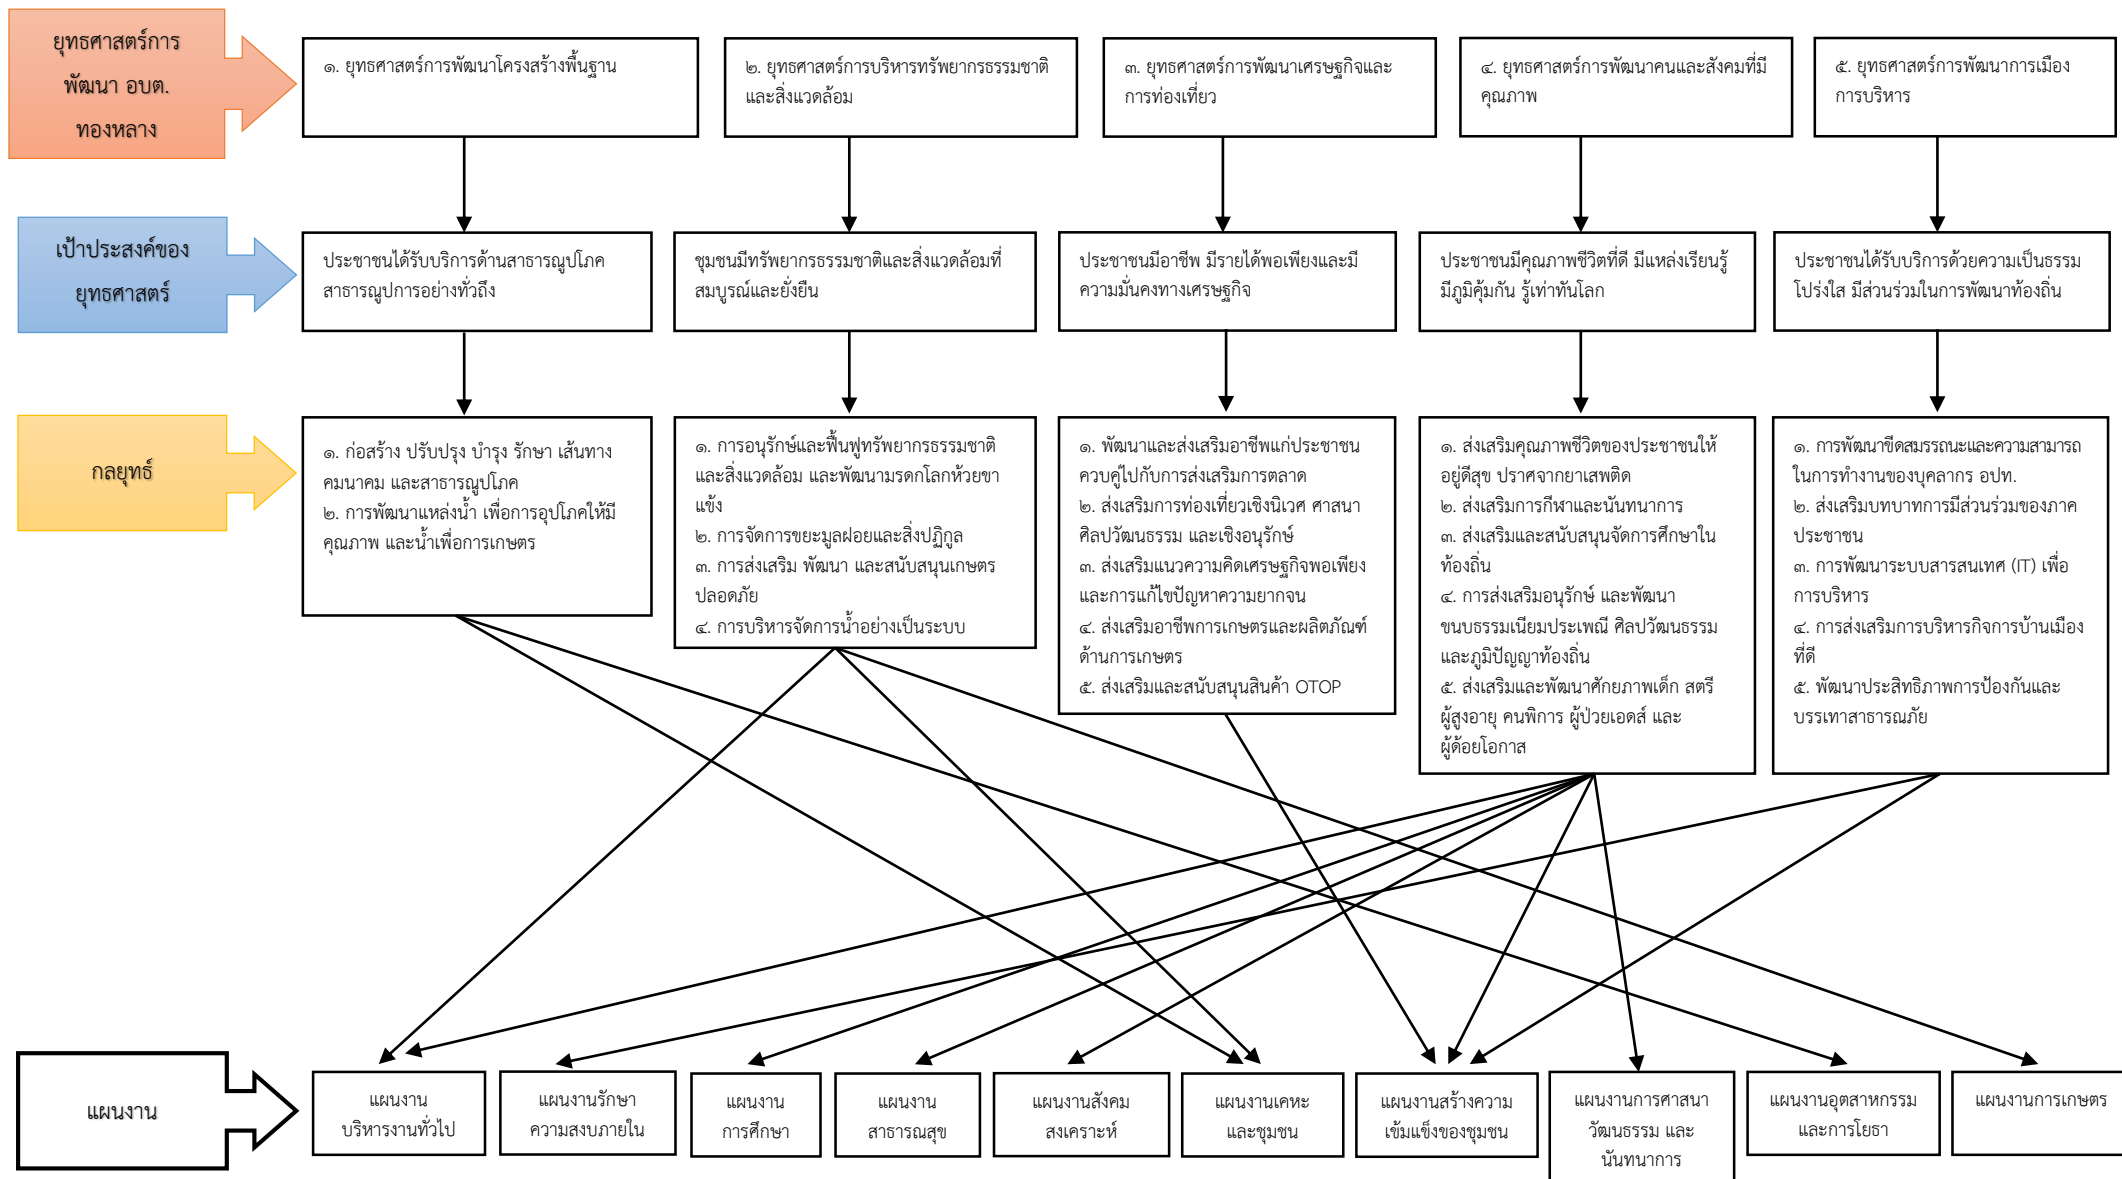 ยุทธศาสตร์การ
พัฒนา อบต.
ทองหลาง
๑. ยุทธศาสตร์การพัฒนาโครงสร้างพื้นฐาน
๒. ยุทธศาสตร์การบริหารทรัพยากรธรรมชาติ
และสิ่งแวดล้อม
๓. ยุทธศาสตร์การพัฒนาเศรษฐกิจและ
การท่องเที่ยว
๔. ยุทธศาสตร์การพัฒนาคนและสังคมที่มี
คุณภาพ
๕. ยุทธศาสตร์การพัฒนาการเมือง
การบริหาร
เป้าประสงค์ของ
ยุทธศาสตร์
ประชาชนได้รับบริการด้านสาธารณูปโภค
สาธารณูปการอย่างทั่วถึง
ชุมชนมีทรัพยากรธรรมชาติและสิ่งแวดล้อมที่
สมบูรณ์และยั่งยืน
ประชาชนมีอาชีพ มีรายได้พอเพียงและมี
ความมั่นคงทางเศรษฐกิจ
ประชาชนมีคุณภาพชีวิตที่ดี มีแหล่งเรียนรู้
มีภูมิคุ้มกัน รู้เท่าทันโลก
ประชาชนได้รับบริการด้วยความเป็นธรรม
โปร่งใส มีส่วนร่วมในการพัฒนาท้องถิ่น
กลยุทธ์
๑. ก่อสร้าง ปรับปรุง บำรุง รักษา เส้นทาง
คมนาคม และสาธารณูปโภค
๒. การพัฒนาแหล่งน้ำ เพื่อการอุปโภคให้มี
คุณภาพ และน้ำเพื่อการเกษตร
๑. การอนุรักษ์และฟื้นฟูทรัพยากรธรรมชาติ
และสิ่งแวดล้อม และพัฒนามรดกโลกห้วยขา
แข้ง
๒. การจัดการขยะมูลฝอยและสิ่งปฏิกูล
๓. การส่งเสริม พัฒนา และสนับสนุนเกษตร
ปลอดภัย
๔. การบริหารจัดการน้ำอย่างเป็นระบบ
๑. พัฒนาและส่งเสริมอาชีพแก่ประชาชน
ควบคู่ไปกับการส่งเสริมการตลาด
๒. ส่งเสริมการท่องเที่ยวเชิงนิเวศ ศาสนา
ศิลปวัฒนธรรม และเชิงอนุรักษ์
๓. ส่งเสริมแนวความคิดเศรษฐกิจพอเพียง
และการแก้ไขปัญหาความยากจน
๔. ส่งเสริมอาชีพการเกษตรและผลิตภัณฑ์
ด้านการเกษตร
๕. ส่งเสริมและสนับสนุนสินค้า OTOP
๑. ส่งเสริมคุณภาพชีวิตของประชาชนให้
อยู่ดีสุข ปราศจากยาเสพติด
๒. ส่งเสริมการกีฬาและนันทนาการ
๓. ส่งเสริมและสนับสนุนจัดการศึกษาใน
ท้องถิ่น
๔. การส่งเสริมอนุรักษ์ และพัฒนา
ขนบธรรมเนียมประเพณี ศิลปวัฒนธรรม
และภูมิปัญญาท้องถิ่น
๕. ส่งเสริมและพัฒนาศักยภาพเด็ก สตรี
ผู้สูงอายุ คนพิการ ผู้ป่วยเอดส์ และ
ผู้ด้อยโอกาส
๑. การพัฒนาขีดสมรรถนะและความสามารถ
ในการทำงานของบุคลากร อปท.
๒. ส่งเสริมบทบาทการมีส่วนร่วมของภาค
ประชาชน
๓. การพัฒนาระบบสารสนเทศ (IT) เพื่อ
การบริหาร
๔. การส่งเสริมการบริหารกิจการบ้านเมือง
ที่ดี
๕. พัฒนาประสิทธิภาพการป้องกันและ
บรรเทาสาธารณภัย
แผนงาน
แผนงาน
บริหารงานทั่วไป
แผนงานรักษา
ความสงบภายใน
แผนงาน
การศึกษา
แผนงาน
สาธารณสุข
แผนงานสังคม
สงเคราะห์
แผนงานเคหะ
และชุมชน
แผนงานสร้างความ
เข้มแข็งของชุมชน
แผนงานการศาสนา
วัฒนธรรม และ
นันทนาการ
แผนงานอุตสาหกรรม
และการโยธา
แผนงานการเกษตร